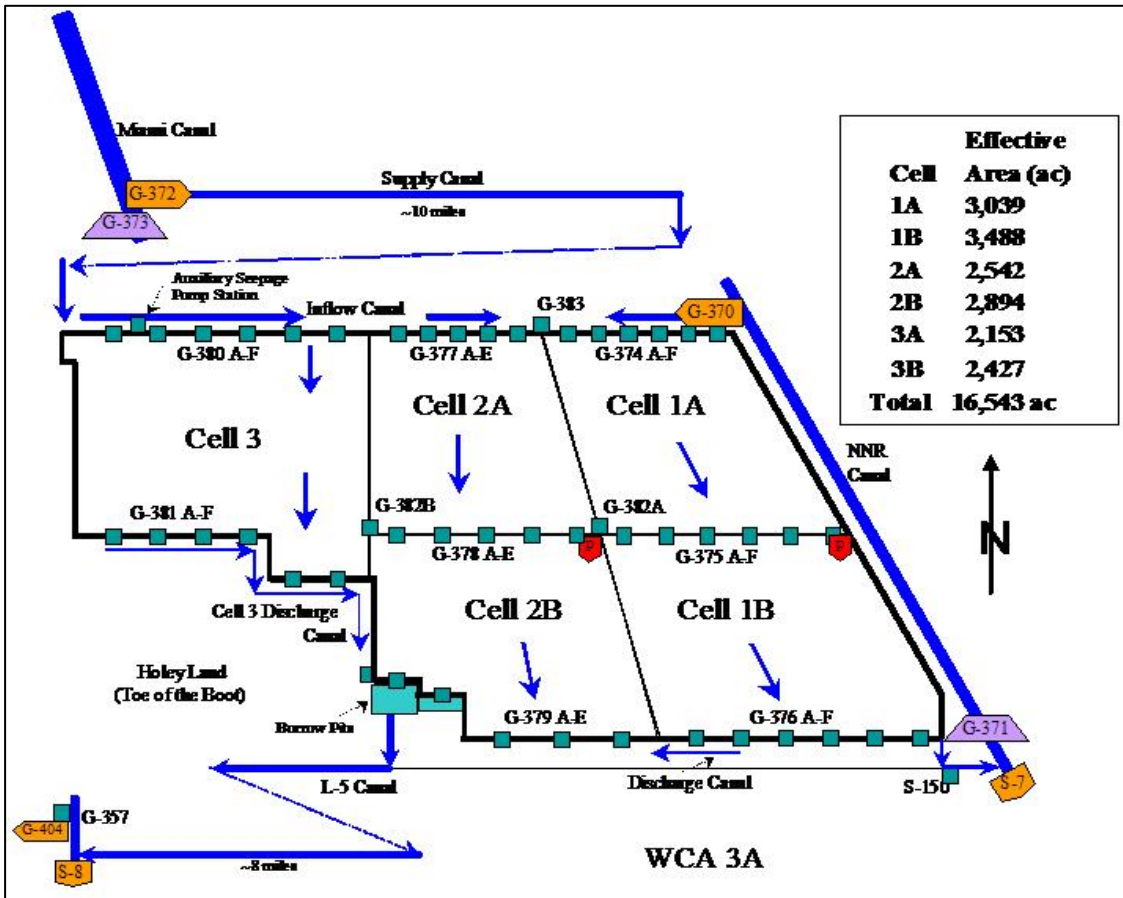 Miami Canal
G-372
G-373
Supply Canal
~10 miles
Effective
Cell Area (ac)
1A 3,039
1B 3,488
2A 2,542
2B 2,894
3A 2,153
3B 2,427
Total 16,543 ac
Auxiliary Seepage
Pump Station
Inflow Canal
G-383
G-370
G-380 A-F
G-377 A-E
G-374 A-F
Cell 2A
Cell 1A
Cell 3
NNR
Canal
N
G-381 A-F
G-382B
G-382A
G-378 A-E
P
G-375 A-F
P
Cell 3 Discharge
Canal
Cell 2B
Cell 1B
Holey Land
(Toe of the Boot)
Borrow Pits
G-379 A-E
G-376 A-F
G-371
L-5 Canal
Discharge Canal
S-150
S-7
G-357
G-404
S-8
~8 miles
WCA 3A